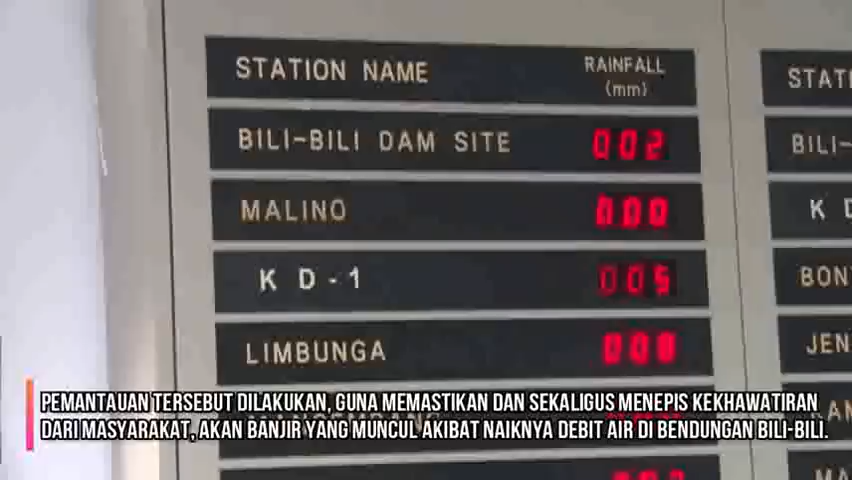 STATION NAME RAINFALL (mm)
BILI-BILI DAM SITE 002
MALINO 000
K D-1 005
LIMBUNGA 000
STATI
BILI-
K D
BON
JEN
PEMANTAUAN TERSEBUT DILAKUKAN, GUNA MEMASTIKAN DAN SEKALIGUS MENEPIS KEKHAWATIRAN
DARI MASYARAKAT, AKAN BANJIR YANG MUNCUL AKIBAT NAIKNYA DEBIT AIR DI BENDUNGAN BILI-BILI.